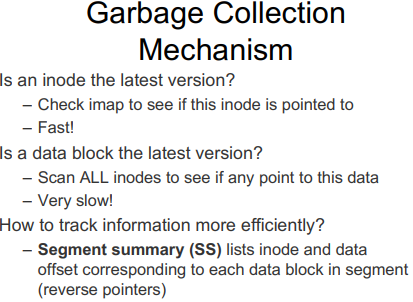 Garbage Collection
Mechanism
Is an inode the latest version?
– Check imap to see if this inode is pointed to
– Fast!
Is a data block the latest version?
– Scan ALL inodes to see if any point to this data
– Very slow!
How to track information more efficiently?
– Segment summary (SS) lists inode and data
offset corresponding to each data block in segment
(reverse pointers)